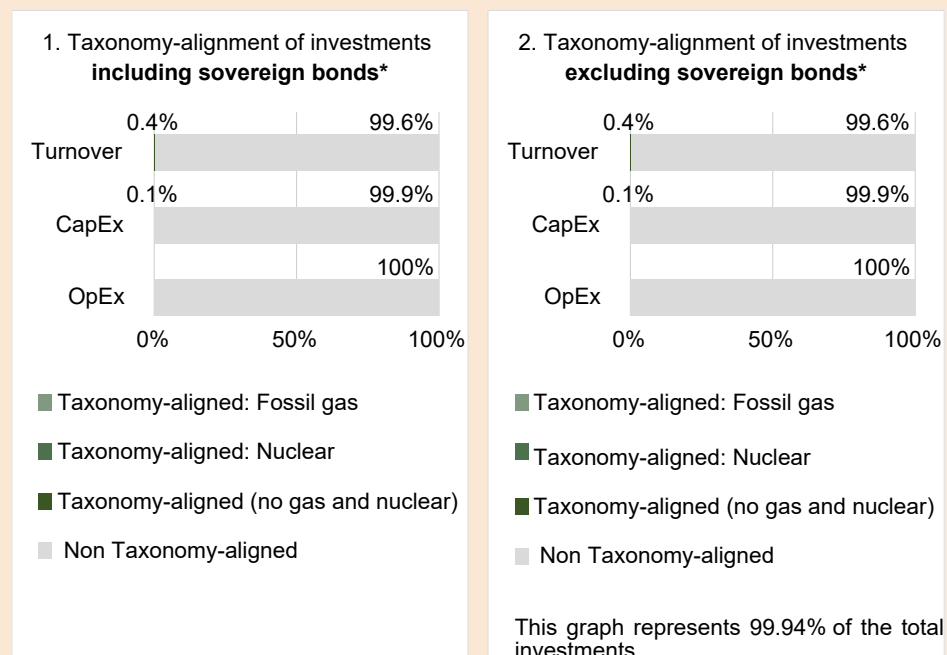 1. Taxonomy-alignment of investments
including sovereign bonds*
0.4% 99.6%
Turnover
0.1% 99.9%
CapEx
100%
OpEx
0% 50% 100%
Taxonomy-aligned: Fossil gas
Taxonomy-aligned: Nuclear
Taxonomy-aligned (no gas and nuclear)
Non Taxonomy-aligned
2. Taxonomy-alignment of investments
excluding sovereign bonds*
0.4% 99.6%
Turnover
0.1% 99.9%
CapEx
100%
OpEx
0% 50% 100%
Taxonomy-aligned: Fossil gas
Taxonomy-aligned: Nuclear
Taxonomy-aligned (no gas and nuclear)
Non Taxonomy-aligned
This graph represents 99.94% of the total
investments